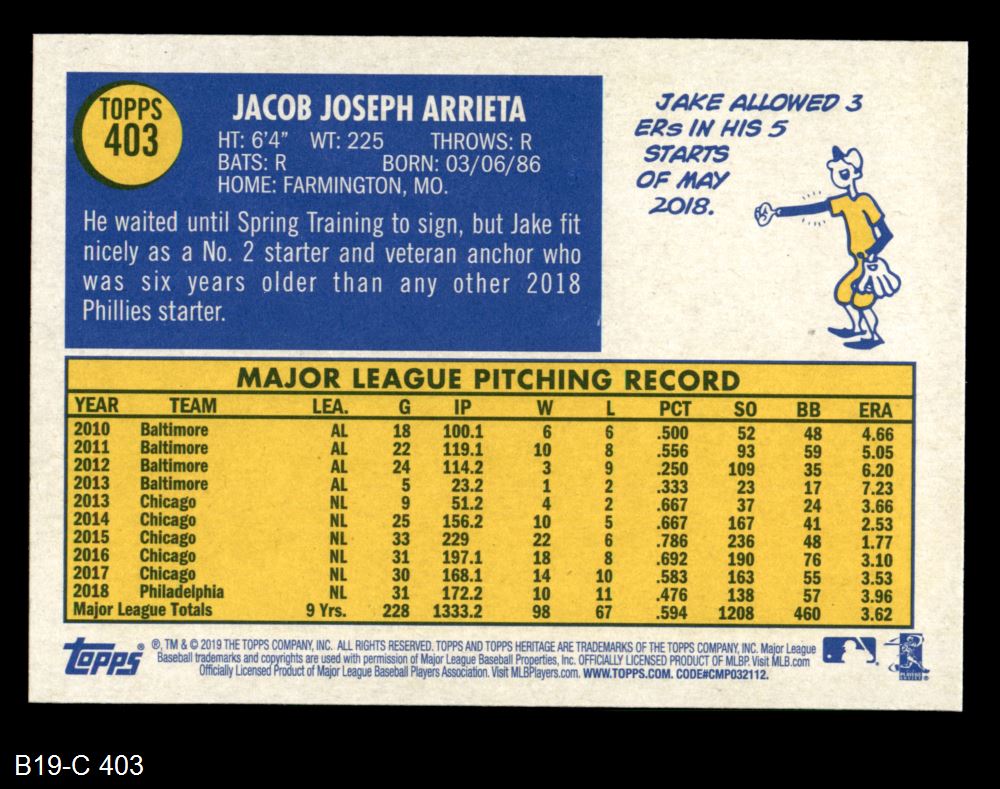 TOPPS
403
JACOB JOSEPH ARRIETA
HT: 6'4" WT: 225 THROWS: R
BATS: R BORN: 03/06/86
HOME: FARMINGTON, MO.
He waited until Spring Training to sign, but Jake fit
nicely as a No. 2 starter and veteran anchor who
was six years older than any other 2018
Phillies starter.
JAKE ALLOWED 3
ERs IN HIS 5
STARTS
OF MAY
2018.
MAJOR LEAGUE PITCHING RECORD
YEAR TEAM LEA. G IP W L PCT SO BB ERA
2010 Baltimore AL 18 100.1 6 6 .500 52 48 4.66
2011 Baltimore AL 22 119.1 10 8 .556 93 59 5.05
2012 Baltimore AL 24 114.2 3 9 .250 109 35 6.20
2013 Baltimore AL 5 23.2 1 2 .333 23 17 7.23
2013 Chicago NL 9 51.2 4 2 .667 37 24 3.66
2014 Chicago NL 25 156.2 10 5 .667 167 41 2.53
2015 Chicago NL 33 229 22 6 .786 236 48 1.77
2016 Chicago NL 31 197.1 18 8 .692 190 76 3.10
2017 Chicago NL 30 168.1 14 10 .583 163 55 3.53
2018 Philadelphia NL 31 172.2 10 11 .476 138 57 3.96
Major League Totals 9 Yrs. 228 1333.2 98 67 .594 1208 460 3.62
Topps®
®, TM & © 2019 THE TOPPS COMPANY, INC. ALL RIGHTS RESERVED. TOPPS AND TOPPS HERITAGE ARE TRADEMARKS OF THE TOPPS COMPANY, INC. Major League
Baseball trademarks and copyrights are used with permission of Major League Baseball Properties, Inc. OFFICIALLY LICENSED PRODUCT OF MLBP. Visit MLB.com
Officially Licensed Product of Major League Baseball Players Association. Visit MLBPlayers.com. WWW.TOPPS.COM. CODE#CMP032112.
B19-C 403